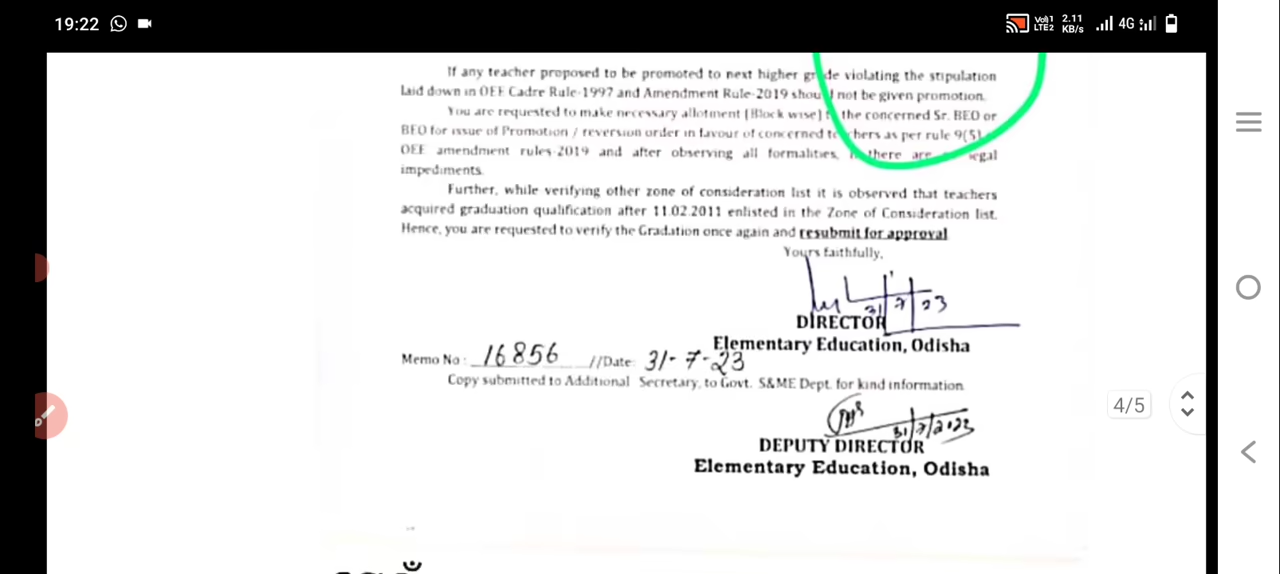 19:22
Vo))1 LTE2 2.11 KB/s 4G
If any teacher proposed to be promoted to next higher grade violating the stipulation
laid down in OEE Cadre Rule-1997 and Amendment Rule-2019 should not be given promotion.
You are requested to make necessary allotment (Block wise) the concerned Sr. BEO or
BEO for issue of Promotion / reversion order in favour of concerned teachers as per rule 9(5)
OEE amendment rules-2019 and after observing all formalities, there are legal
impediments.
Further, while verifying other zone of consideration list it is observed that teachers
acquired graduation qualification after 11.02.2011 enlisted in the Zone of Consideration list.
Hence, you are requested to verify the Gradation once again and resubmit for approval
Yours faithfully,
31/7/23
DIRECTOR
Elementary Education, Odisha
Memo No : 16856 //Date: 31-7-23
Copy submitted to Additional Secretary, to Govt. S&ME Dept. for kind information
4/5
31/7/2023
DEPUTY DIRECTOR
Elementary Education, Odisha